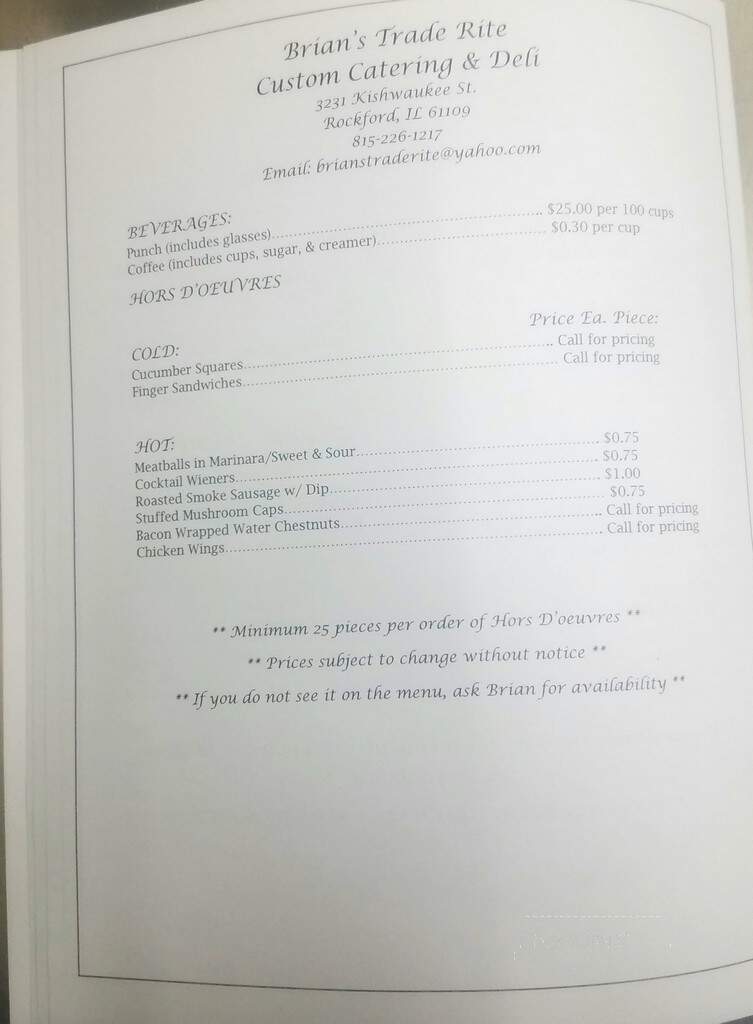 Brian's Trade Rite
Custom Catering & Deli
3231 Kishwaukee St.
Rockford, IL 61109
815-226-1217
Email: brianstraderite@yahoo.com
BEVERAGES:
Punch (includes glasses)........ $25.00 per 100 cups
Coffee (includes cups, sugar, & creamer)........ $0.30 per cup
HORS D'OEUVRES
Price Ea. Piece:
COLD:
Cucumber Squares........ Call for pricing
Finger Sandwiches........ Call for pricing
HOT:
Meatballs in Marinara/Sweet & Sour........ $0.75
Cocktail Wieners........ $0.75
Roasted Smoke Sausage w/ Dip........ $1.00
Stuffed Mushroom Caps........ $0.75
Bacon Wrapped Water Chestnuts........ Call for pricing
Chicken Wings........ Call for pricing
** Minimum 25 pieces per order of Hors D'oeuvres **
** Prices subject to change without notice **
** If you do not see it on the menu, ask Brian for availability **